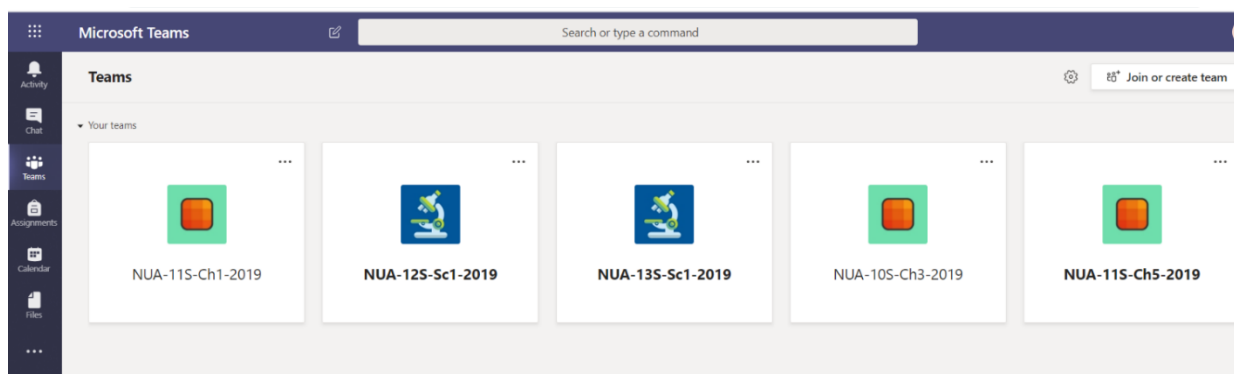 Microsoft Teams
Search or type a command
Activity
Chat
Teams
Assignments
Calendar
Files
Teams
Join or create team
Your teams
NUA-11S-Ch1-2019
NUA-12S-Sc1-2019
NUA-13S-Sc1-2019
NUA-10S-Ch3-2019
NUA-11S-Ch5-2019